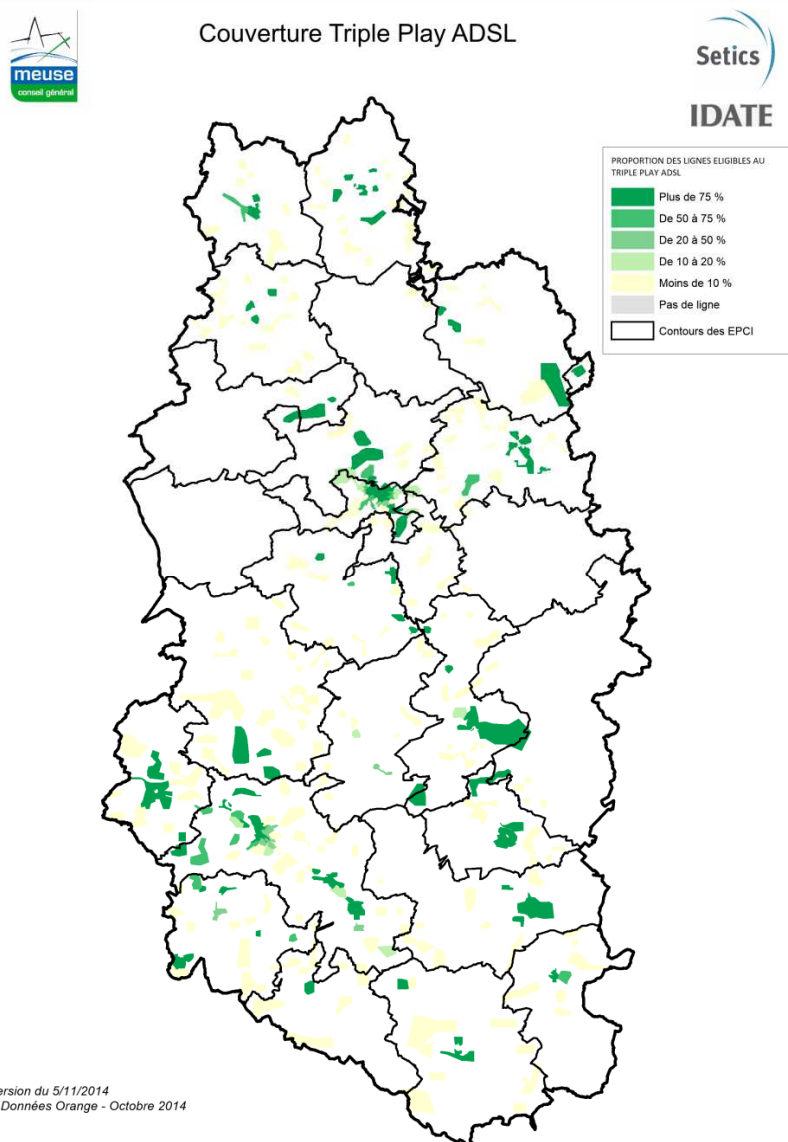 Couverture Triple Play ADSL
meuse
conseil général
Setics
IDATE
PROPORTION DES LIGNES ELIGIBLES AU
TRIPLE PLAY ADSL
Plus de 75 %
De 50 à 75 %
De 20 à 50 %
De 10 à 20 %
Moins de 10 %
Pas de ligne
Contours des EPCI
ersion du 5/11/2014
Données Orange - Octobre 2014